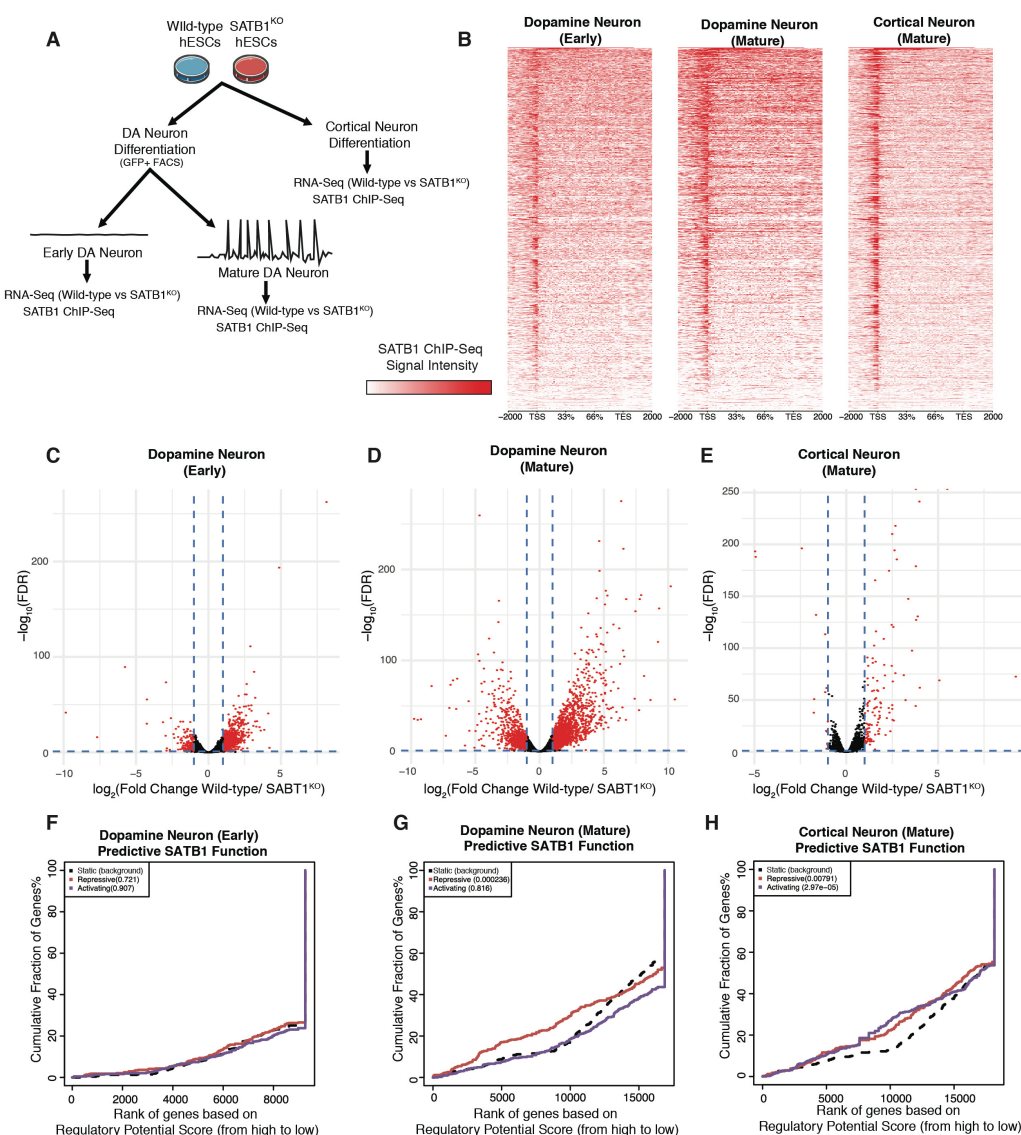 A
Wild-type SATB1KO
hESCs hESCs
DA Neuron
Differentiation
(GFP+ FACS)
Cortical Neuron
Differentiation
RNA-Seq (Wild-type vs SATB1KO)
SATB1 ChIP-Seq
Early DA Neuron
RNA-Seq (Wild-type vs SATB1KO)
SATB1 ChIP-Seq
Mature DA Neuron
RNA-Seq (Wild-type vs SATB1KO)
SATB1 ChIP-Seq
SATB1 ChIP-Seq
Signal Intensity
B
Dopamine Neuron
(Early)
−2000 TSS 33% 66% TES 2000
Dopamine Neuron
(Mature)
−2000 TSS 33% 66% TES 2000
Cortical Neuron
(Mature)
−2000 TSS 33% 66% TES 2000
C
Dopamine Neuron
(Early)
−log10(FDR)
200
100
0
−10 −5 0 5
log2(Fold Change Wild-type/ SABT1KO)
D
Dopamine Neuron
(Mature)
−log10(FDR)
200
100
0
−10 −5 0 5 10
log2(Fold Change Wild-type/ SABT1KO)
E
Cortical Neuron
(Mature)
−log10(FDR)
250
200
150
100
50
0
−5 0 5
log2(Fold Change Wild-type/ SABT1KO)
F
Dopamine Neuron (Early)
Predictive SATB1 Function
Static (background)
Repressive(0.721)
Activating(0.907)
Cumulative Fraction of Genes%
100
80
60
40
20
0
0 2000 4000 6000 8000
Rank of genes based on
Regulatory Potential Score (from high to low)
G
Dopamine Neuron (Mature)
Predictive SATB1 Function
Static (background)
Repressive (0.000236)
Activating (0.816)
Cumulative Fraction of Genes%
100
80
60
40
20
0
0 5000 10000 15000
Rank of genes based on
Regulatory Potential Score (from high to low)
H
Cortical Neuron (Mature)
Predictive SATB1 Function
Static (background)
Repressive(0.00791)
Activating (2.97e−05)
Cumulative Fraction of Genes%
100
80
60
40
20
0
0 5000 10000 15000
Rank of genes based on
Regulatory Potential Score (from high to low)